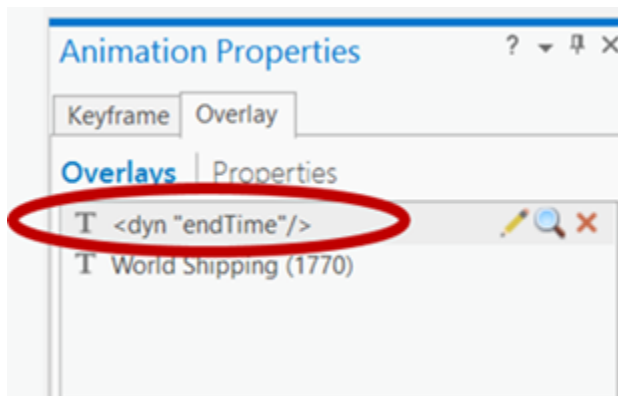 Animation Properties ?
Keyframe Overlay
Overlays Properties
T <dyn "endTime"/>
T World Shipping (1770)